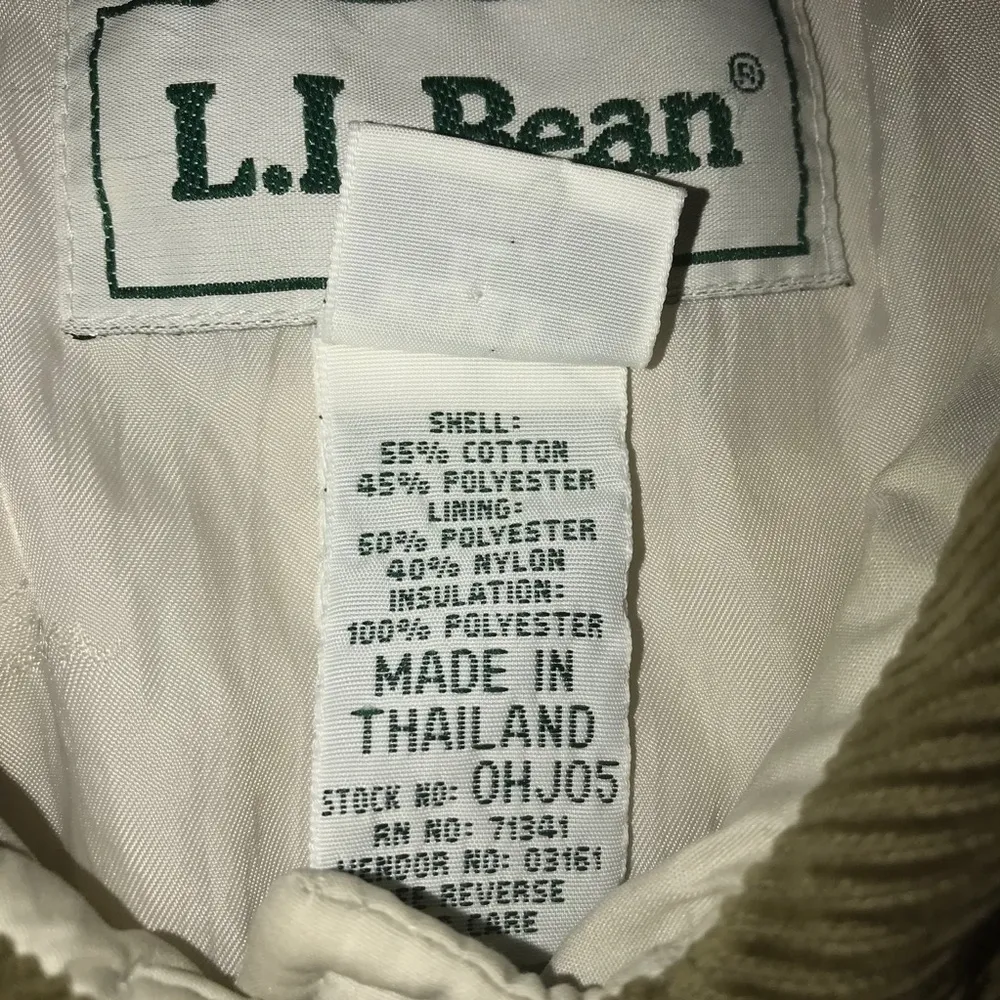 L.L.Bean®
SHELL:
55% COTTON
45% POLYESTER
LINING:
60% POLYESTER
40% NYLON
INSULATION:
100% POLYESTER
MADE IN
THAILAND
STOCK NO: 0HJ05
RN NO: 71341
VENDOR NO: 03161
REVERSE
CARE